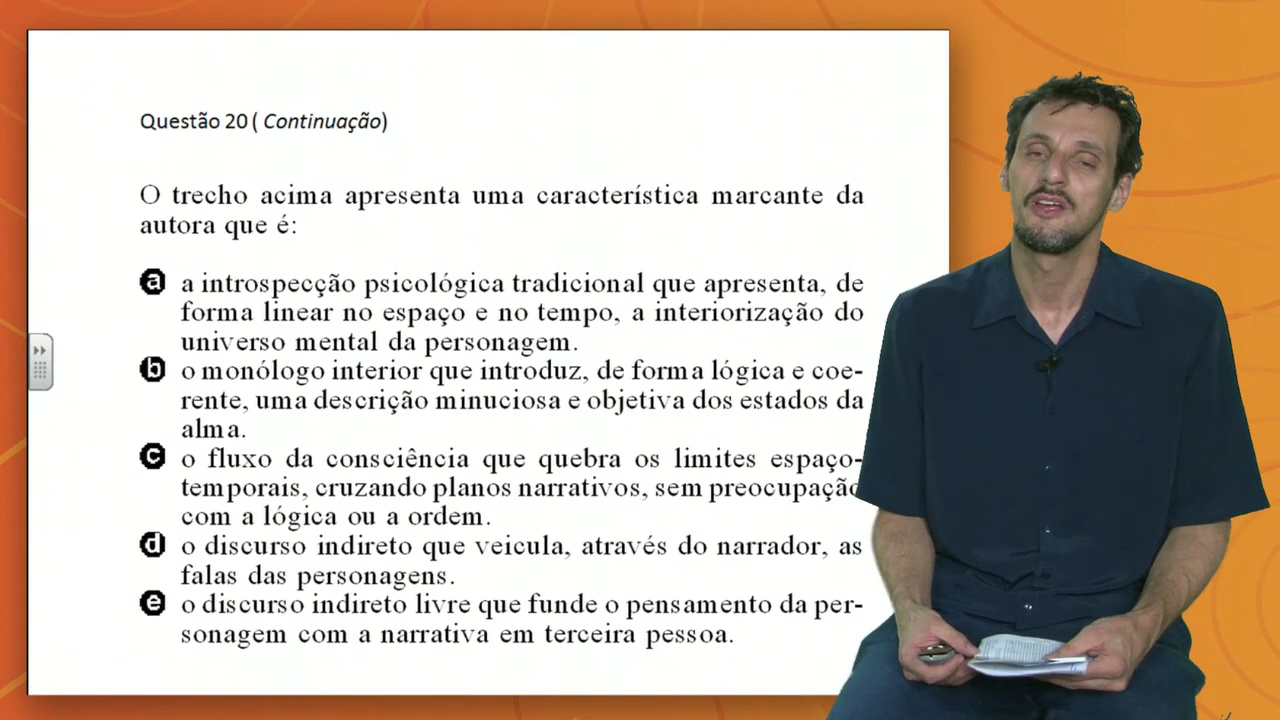 Questão 20 ( Continuação)
O trecho acima apresenta uma característica marcante da
autora que é:
a a introspecção psicológica tradicional que apresenta, de
forma linear no espaço e no tempo, a interiorização do
universo mental da personagem.
b o monólogo interior que introduz, de forma lógica e coe-
rente, uma descrição minuciosa e objetiva dos estados da
alma.
c o fluxo da consciência que quebra os limites espaço-
temporais, cruzando planos narrativos, sem preocupação
com a lógica ou a ordem.
d o discurso indireto que veicula, através do narrador, as
falas das personagens.
e o discurso indireto livre que funde o pensamento da per-
sonagem com a narrativa em terceira pessoa.